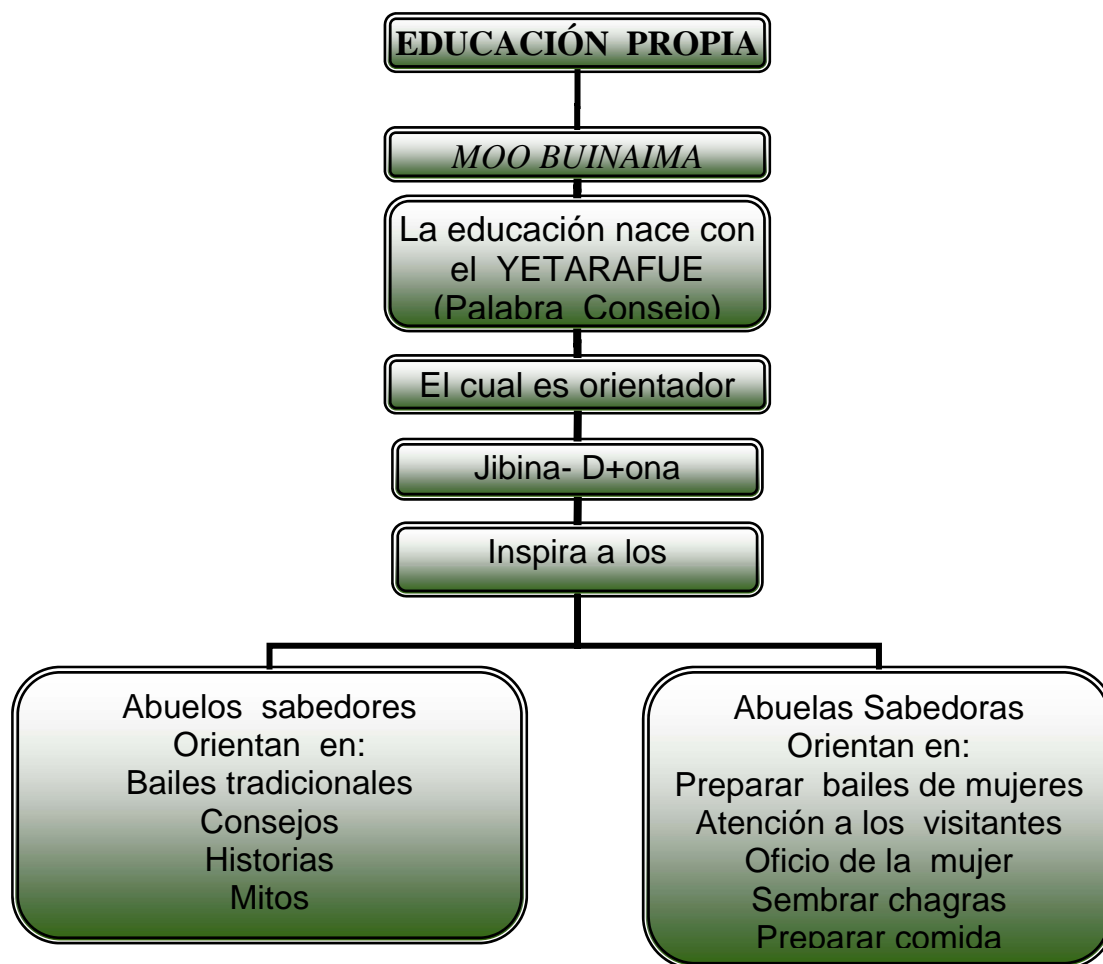 EDUCACIÓN PROPIA
MOO BUINAIMA
La educación nace con
el YETARAFUE
(Palabra Consejo)
El cual es orientador
Jibina- D+ona
Inspira a los
Abuelos sabedores
Orientan en:
Bailes tradicionales
Consejos
Historias
Mitos
Abuelas Sabedoras
Orientan en:
Preparar bailes de mujeres
Atención a los visitantes
Oficio de la mujer
Sembrar chagras
Preparar comida